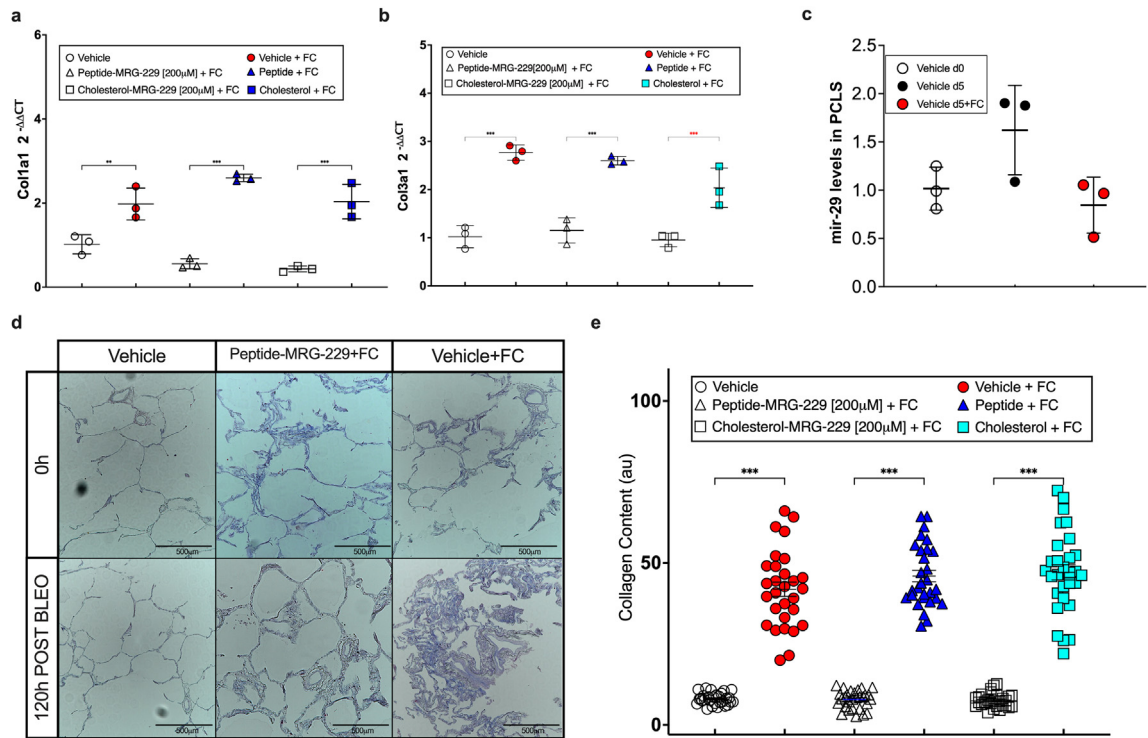 a
Col1a1 2 -ΔΔCT
6
4
2
0
Vehicle
Vehicle + FC
Peptide-MRG-229 [200μM] + FC
Peptide + FC
Cholesterol-MRG-229 [200μM] + FC
Cholesterol + FC
**
***
***
b
Col3a1 2 -ΔΔCT
5
4
3
2
1
0
Vehicle
Vehicle + FC
Peptide-MRG-229[200μM] + FC
Peptide + FC
Cholesterol-MRG-229 [200μM] + FC
Cholesterol + FC
***
***
***
c
mir-29 levels in PCLS
2.5
2.0
1.5
1.0
0.5
0.0
Vehicle d0
Vehicle d5
Vehicle d5+FC
d
Vehicle
Peptide-MRG-229+FC
Vehicle+FC
0h
500μm
500μm
500μm
120h POST BLEO
500μm
500μm
500μm
e
Collagen Content (au)
100
50
0
Vehicle
Vehicle + FC
Peptide-MRG-229 [200μM] + FC
Peptide + FC
Cholesterol-MRG-229 [200μM] + FC
Cholesterol + FC
***
***
***